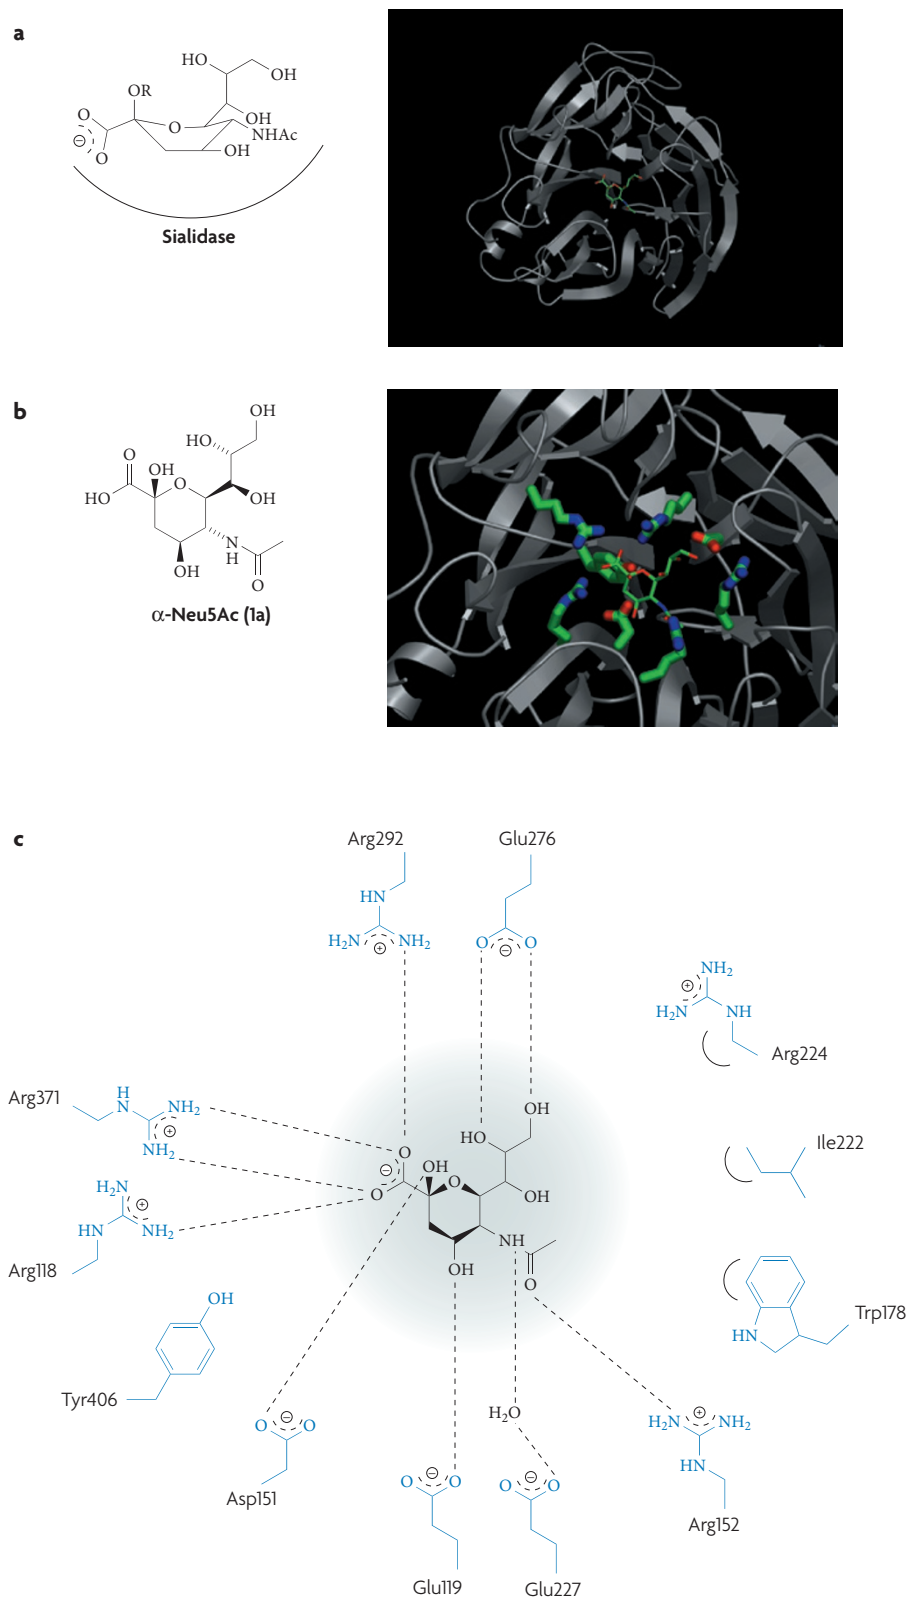 a
HO
OH
OR
O
O
OH
NHAc
O
⊖
OH
Sialidase
b
OH
HO
O
OH
O
HO
OH
N
H
OH
O
α-Neu5Ac (1a)
c
Arg292
Glu276
HN
H2N
NH2
⊕
O
O
⊖
NH2
⊕
H2N
NH
Arg224
Arg371
H
N
NH2
⊕
NH2
OH
HO
O
OH
⊖
O
O
OH
Ile222
H2N
⊕
HN
NH2
Arg118
NH
OH
O
OH
Tyr406
HN
Trp178
O
⊖
O
Asp151
H2O
H2N
⊕
NH2
HN
Arg152
O
⊖
O
Glu119
O
⊖
O
Glu227